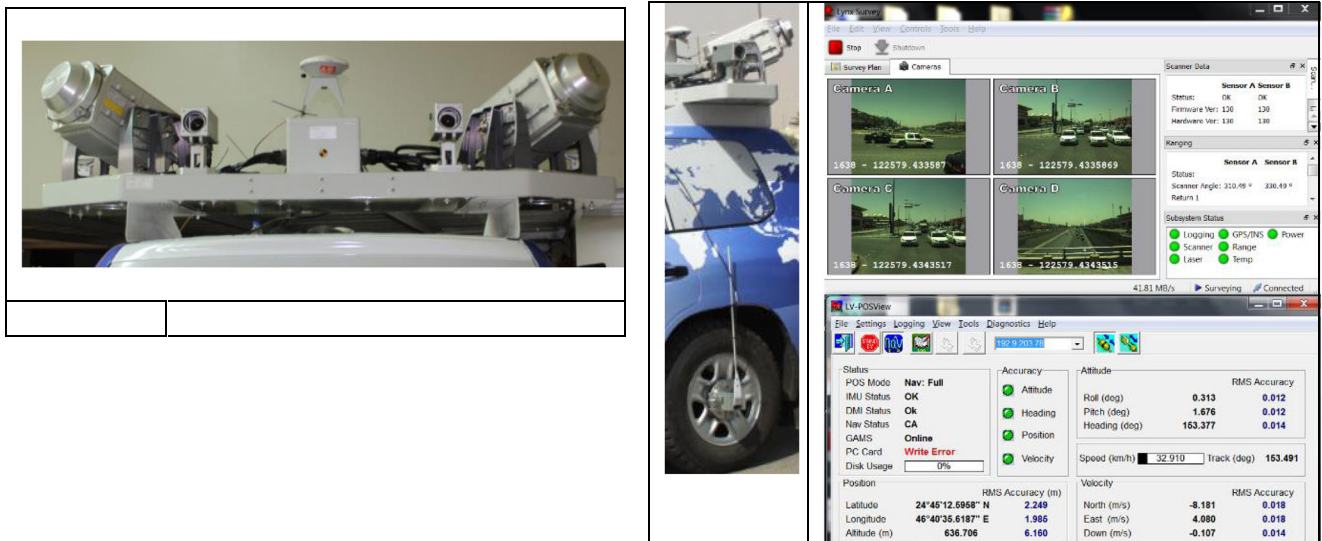 Lynx Survey
File Edit View Controls Tools Help
Stop Shutdown
Survey Plan Cameras
Camera A Camera B
1638 - 122579.433587 1638 - 122579.4335869
Camera C Camera D
1638 - 122579.4343517 1638 - 122579.4343515
Scanner Data
Sensor A Sensor B
Status: OK OK
Firmware Ver: 130 130
Hardware Ver: 130 130
Ranging
Sensor A Sensor B
Status:
Scanner Angle: 310.49 º 330.49 º
Return 1
Subsystem Status
Logging GPS/INS Power
Scanner Range
Laser Temp
41.81 MB/s Surveying Connected
LV-POSView
File Settings Logging View Tools Diagnostics Help
192.9.203.78
Status
POS Mode Nav: Full
IMU Status OK
DMI Status Ok
Nav Status CA
GAMS Online
PC Card Write Error
Disk Usage 0%
Accuracy
Attitude
Heading
Position
Velocity
Attitude
RMS Accuracy
Roll (deg) 0.313 0.012
Pitch (deg) 1.676 0.012
Heading (deg) 153.377 0.014
Speed (km/h) 32.910 Track (deg) 153.491
Position
RMS Accuracy (m)
Latitude 24°45'12.5958'' N 2.249
Longitude 46°40'35.6187'' E 1.985
Altitude (m) 636.706 6.160
Velocity
RMS Accuracy
North (m/s) -8.181 0.018
East (m/s) 4.080 0.018
Down (m/s) -0.107 0.014